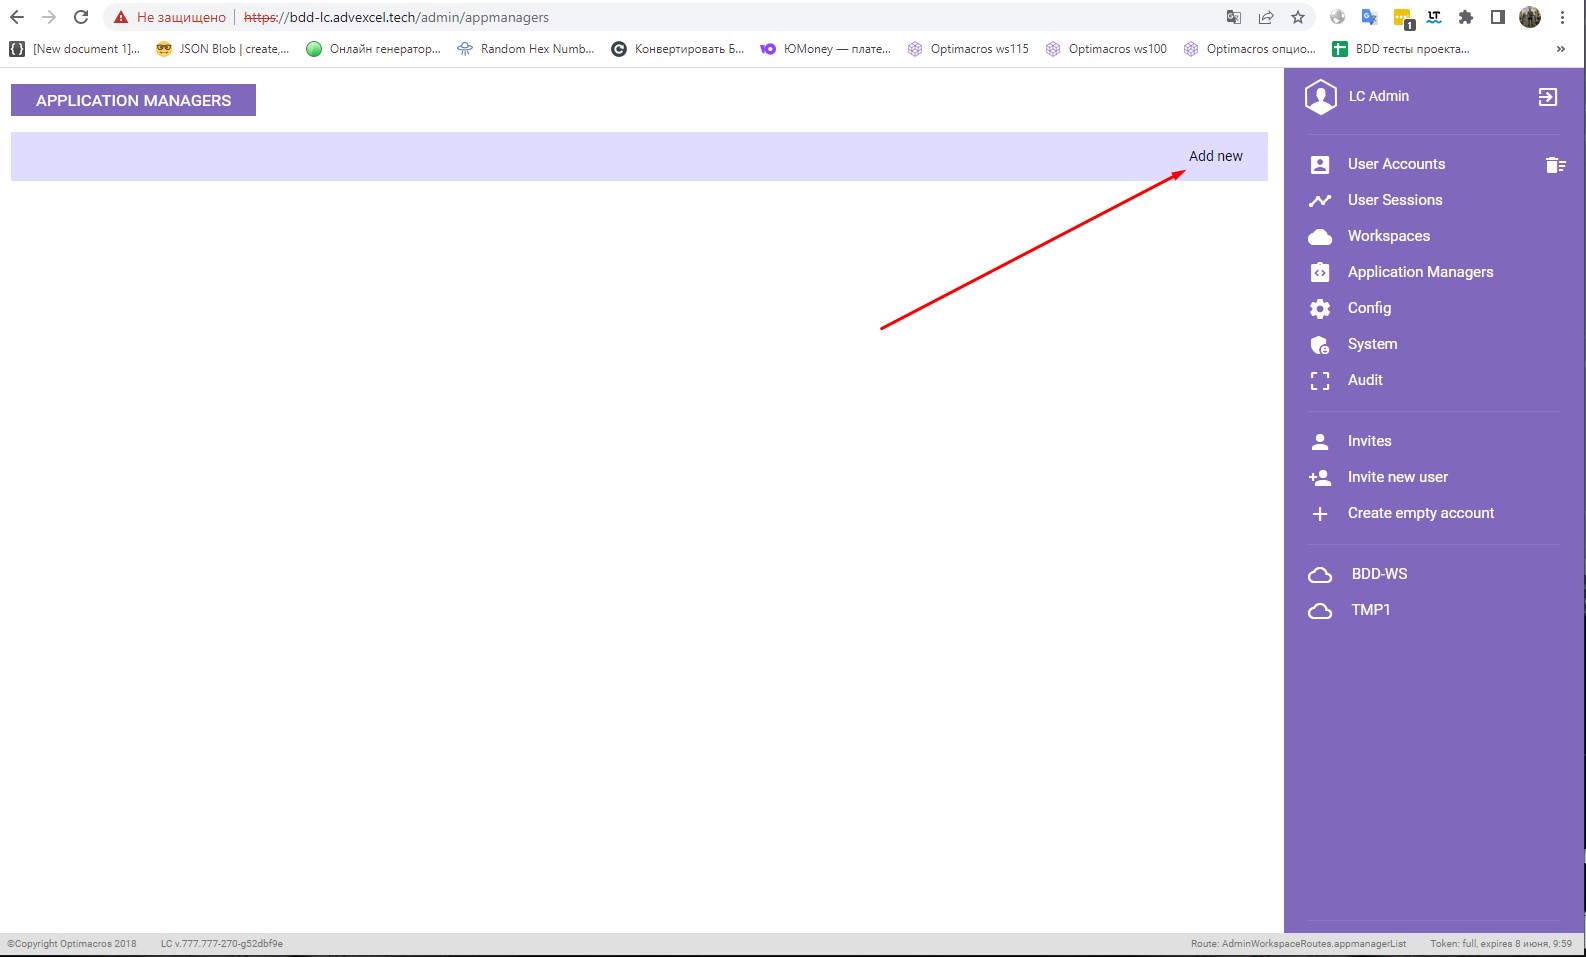 Не защищено https://bdd-lc.advexcel.tech/admin/appmanagers
[New document 1]... JSON Blob | create,... Онлайн генератор... Random Hex Numb... Конвертировать Б... ЮMoney — плате... Optimacros ws115 Optimacros ws100 Optimacros опцио... BDD тесты проекта... »
1
LT
APPLICATION MANAGERS
Add new
LC Admin
User Accounts
User Sessions
Workspaces
Application Managers
Config
System
Audit
Invites
Invite new user
Create empty account
BDD-WS
TMP1
©Copyright Optimacros 2018 LC v.777.777-270-g52dbf9e Route: AdminWorkspaceRoutes.appmanagerList Token: full, expires 8 июня, 9:59